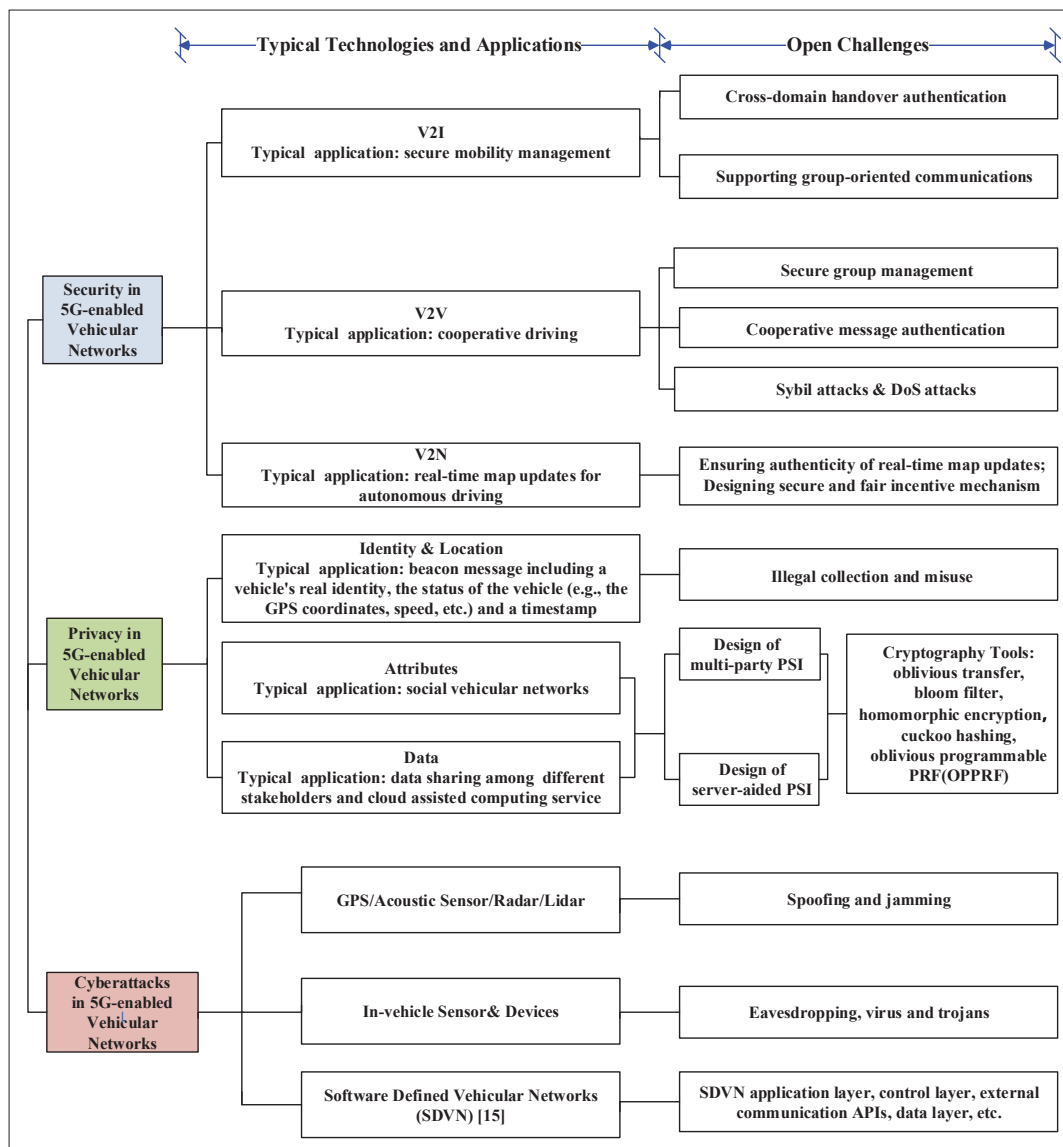 Typical Technologies and Applications
Open Challenges
Security in
5G-enabled
Vehicular
Networks
V2I
Typical application: secure mobility management
Cross-domain handover authentication
Supporting group-oriented communications
V2V
Typical application: cooperative driving
Secure group management
Cooperative message authentication
Sybil attacks & DoS attacks
V2N
Typical application: real-time map updates for
autonomous driving
Ensuring authenticity of real-time map updates;
Designing secure and fair incentive mechanism
Privacy in
5G-enabled
Vehicular
Networks
Identity & Location
Typical application: beacon message including a
vehicle's real identity, the status of the vehicle (e.g., the
GPS coordinates, speed, etc.) and a timestamp
Illegal collection and misuse
Attributes
Typical application: social vehicular networks
Data
Typical application: data sharing among different
stakeholders and cloud assisted computing service
Design of
multi-party PSI
Design of
server-aided PSI
Cryptography Tools:
oblivious transfer,
bloom filter,
homomorphic encryption,
cuckoo hashing,
oblivious programmable
PRF(OPPRF)
Cyberattacks
in 5G-enabled
Vehicular
Networks
GPS/Acoustic Sensor/Radar/Lidar
Spoofing and jamming
In-vehicle Sensor& Devices
Eavesdropping, virus and trojans
Software Defined Vehicular Networks
(SDVN) [15]
SDVN application layer, control layer, external
communication APIs, data layer, etc.